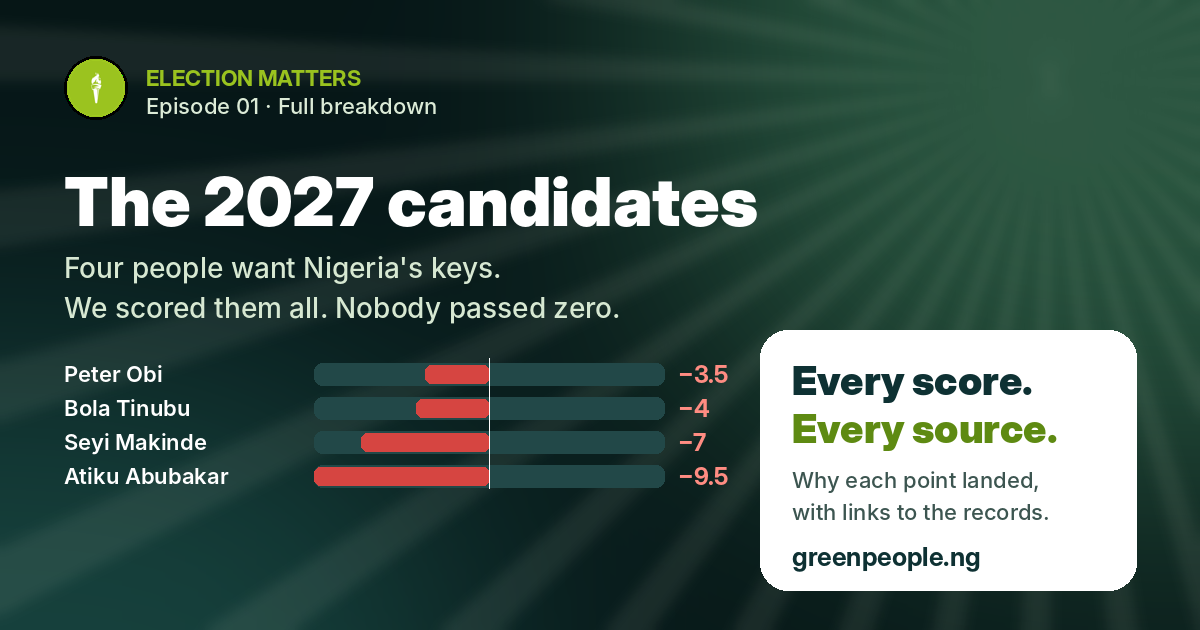 ELECTION MATTERS
Episode 01 · Full breakdown
The 2027 candidates
Four people want Nigeria's keys.
We scored them all. Nobody passed zero.
Peter Obi −3.5
Bola Tinubu −4
Seyi Makinde −7
Atiku Abubakar −9.5
Every score.
Every source.
Why each point landed,
with links to the records.
greenpeople.ng